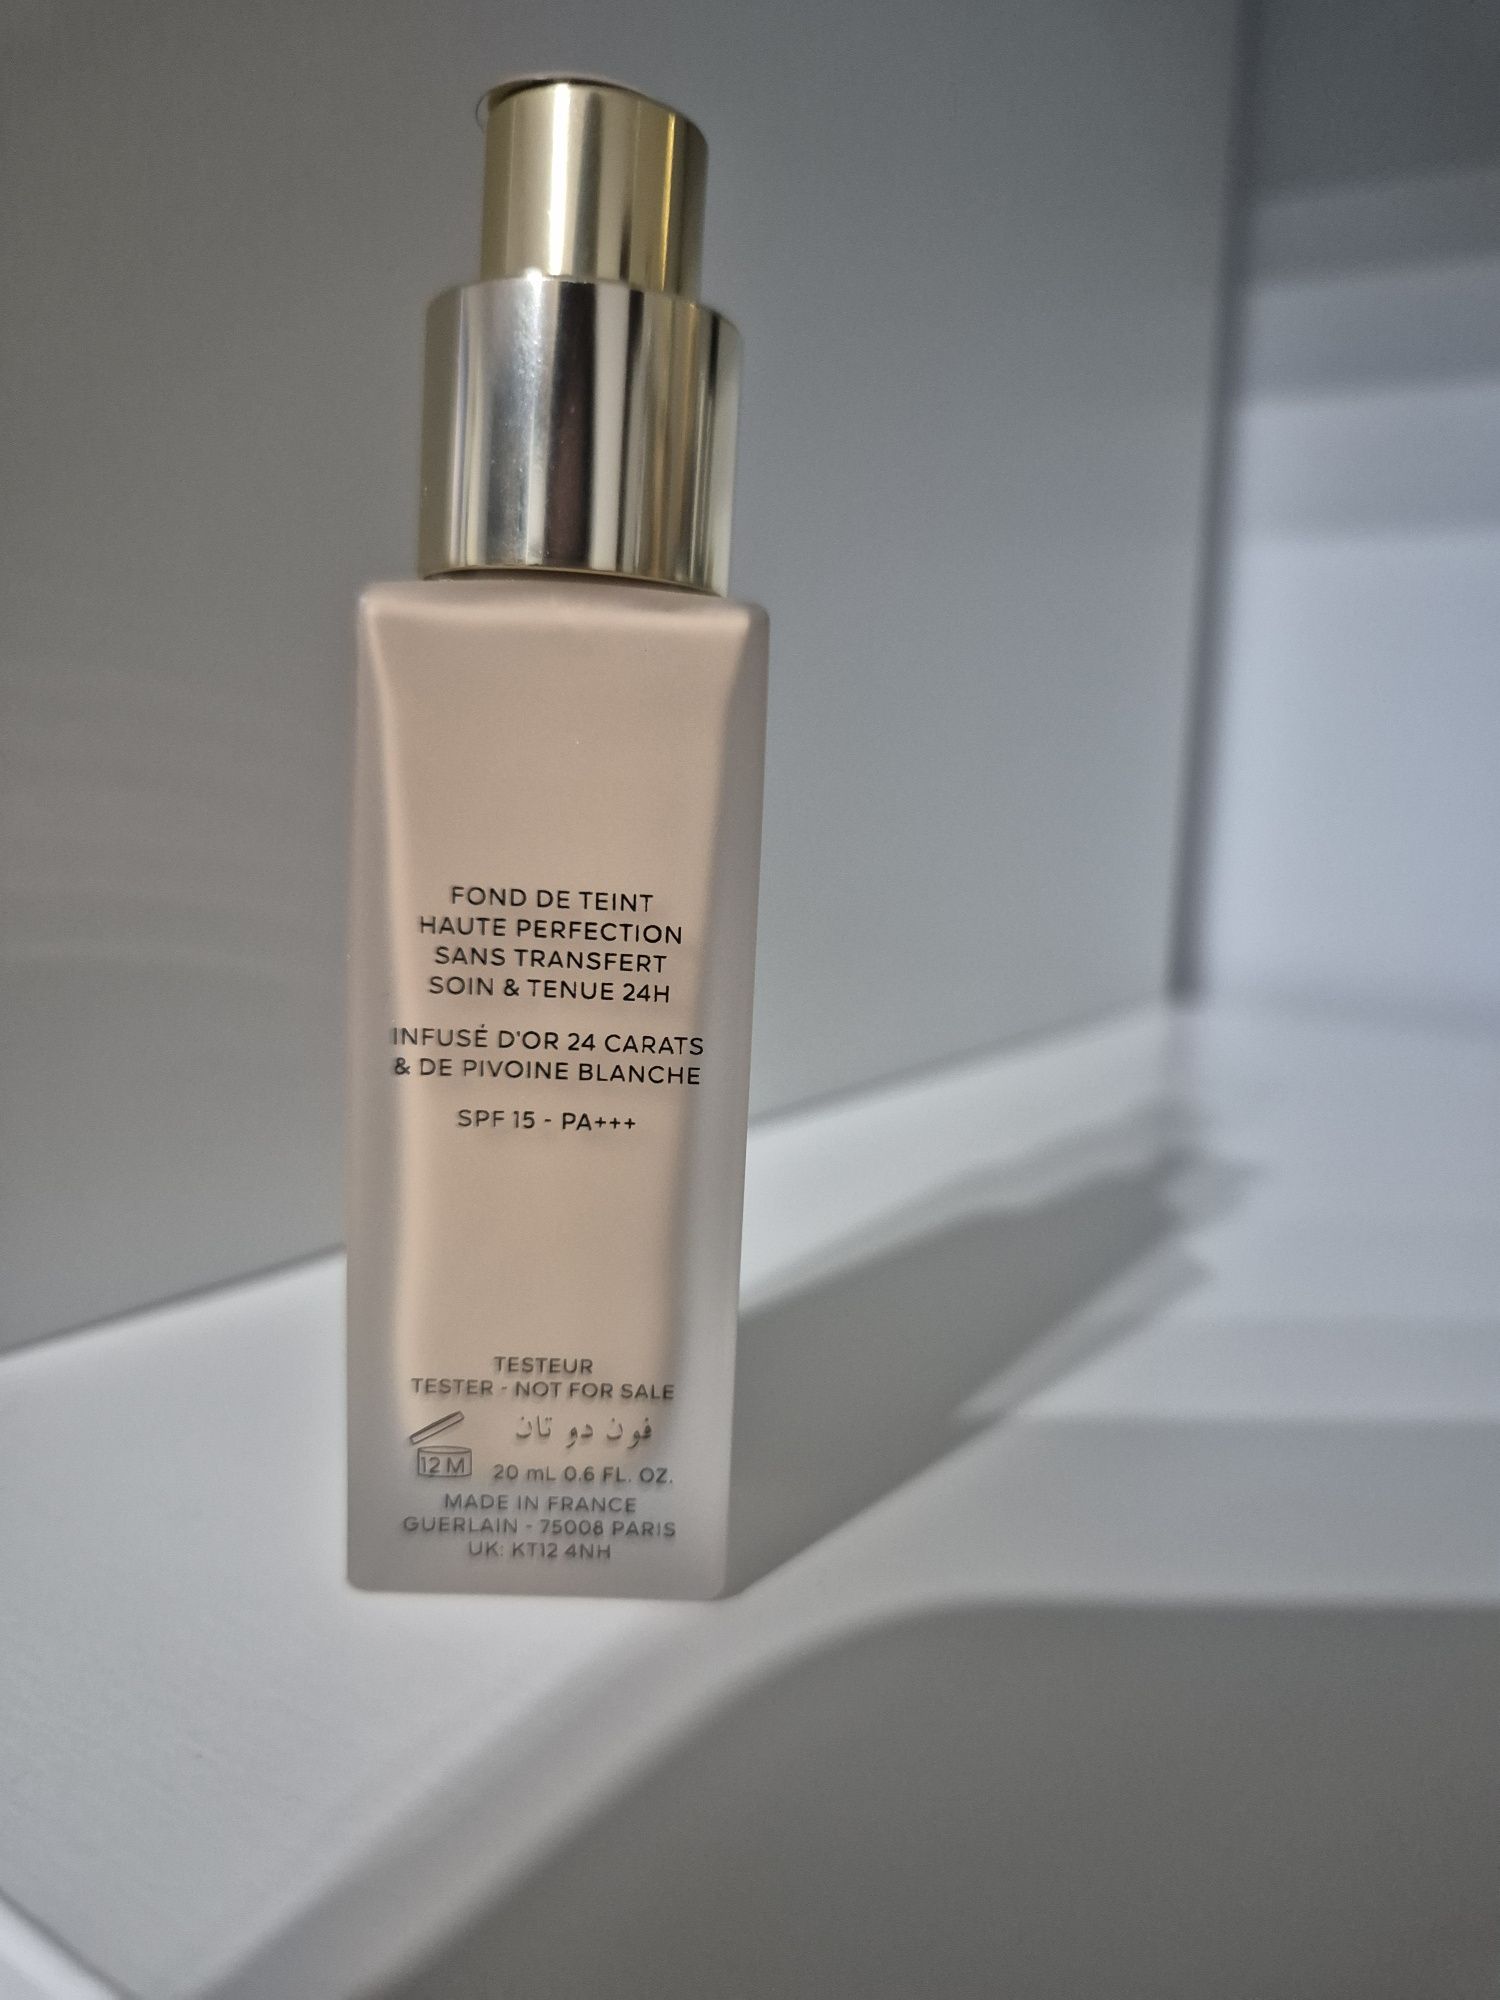 FOND DE TEINT
HAUTE PERFECTION
SANS TRANSFERT
SOIN & TENUE 24H
INFUSÉ D'OR 24 CARATS
& DE PIVOINE BLANCHE
SPF 15 - PA+++
TESTEUR
TESTER - NOT FOR SALE
فون دو تان
12 M
20 mL 0.6 FL. OZ.
MADE IN FRANCE
GUERLAIN - 75008 PARIS
UK: KT12 4NH